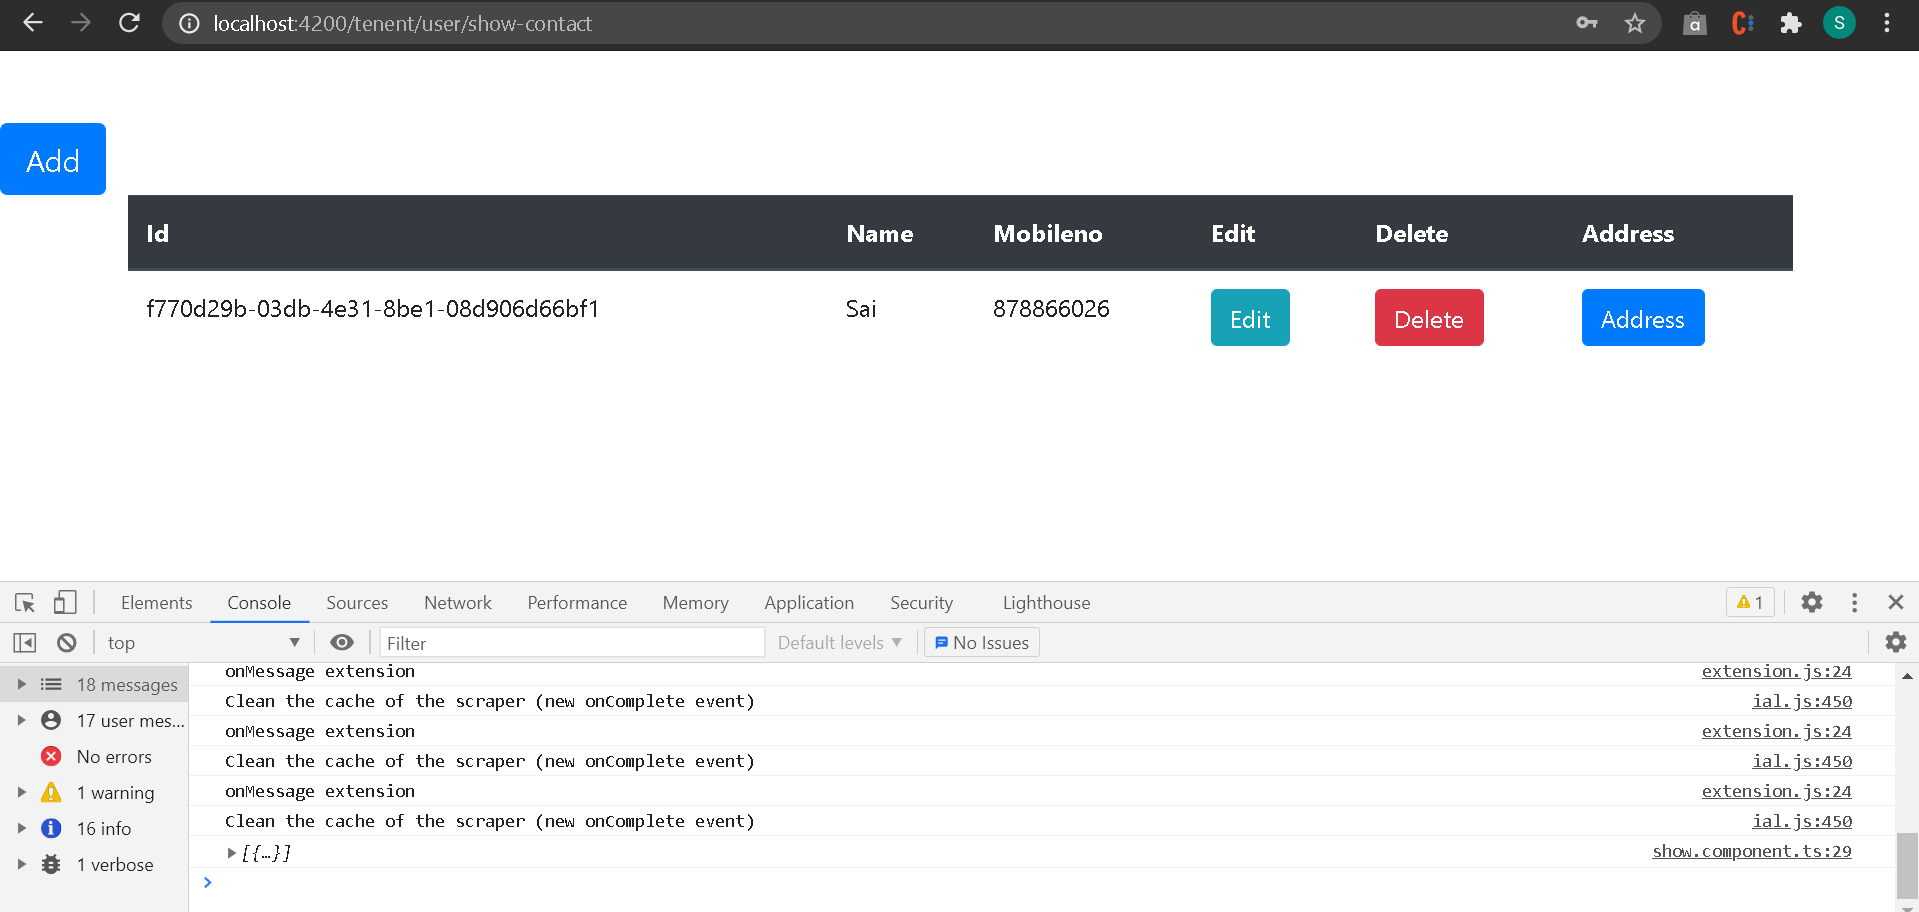 localhost:4200/tenent/user/show-contact
S
Add
Id Name Mobileno Edit Delete Address
f770d29b-03db-4e31-8be1-08d906d66bf1 Sai 878866026 Edit Delete Address
Elements Console Sources Network Performance Memory Application Security Lighthouse 1
top Filter Default levels No Issues
18 messages
17 user mes...
No errors
1 warning
16 info
1 verbose
onMessage extension extension.js:24
Clean the cache of the scraper (new onComplete event) ial.js:450
onMessage extension extension.js:24
Clean the cache of the scraper (new onComplete event) ial.js:450
onMessage extension extension.js:24
Clean the cache of the scraper (new onComplete event) ial.js:450
[{…}] show.component.ts:29